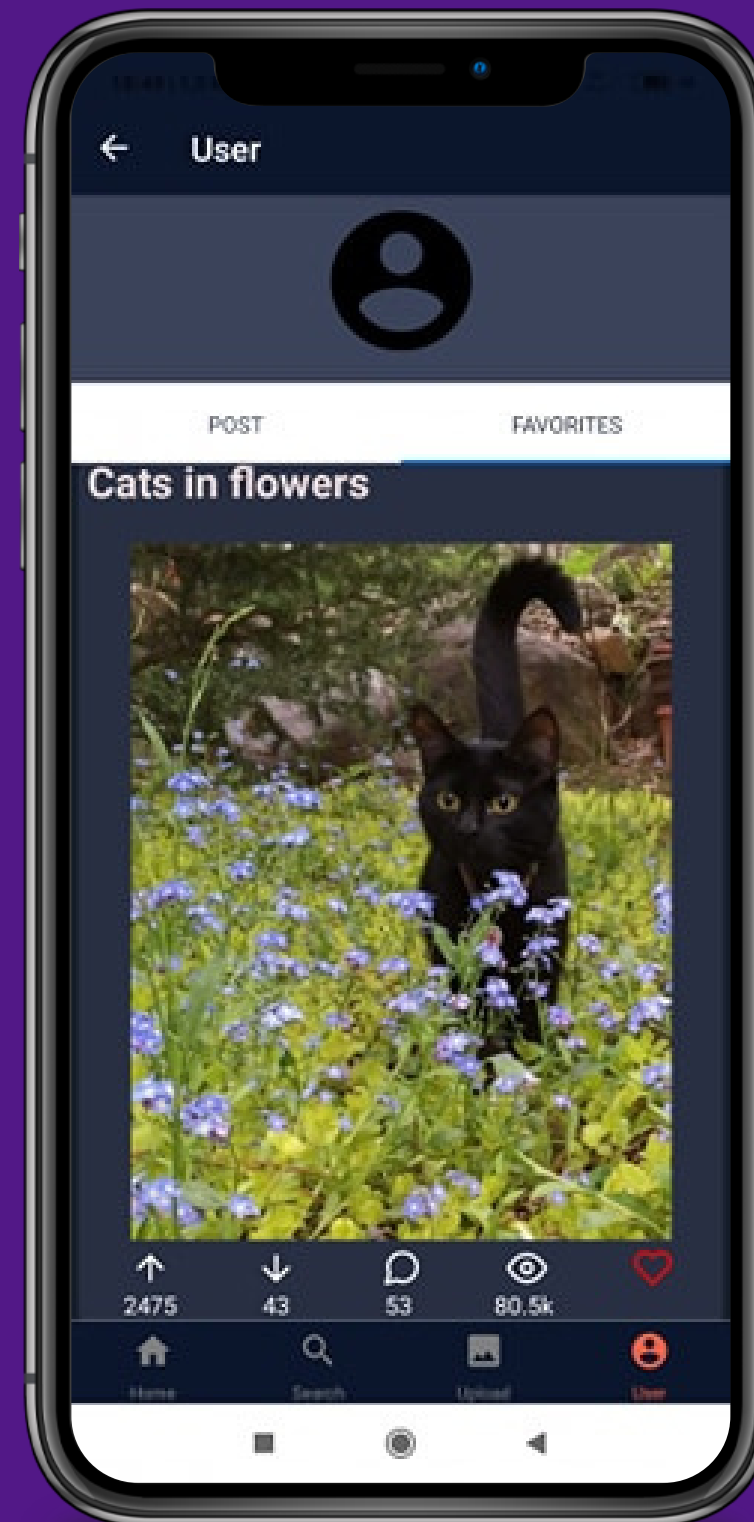 User
POST FAVORITES
Cats in flowers
2475 43 53 80.5k
Home Search Upload User